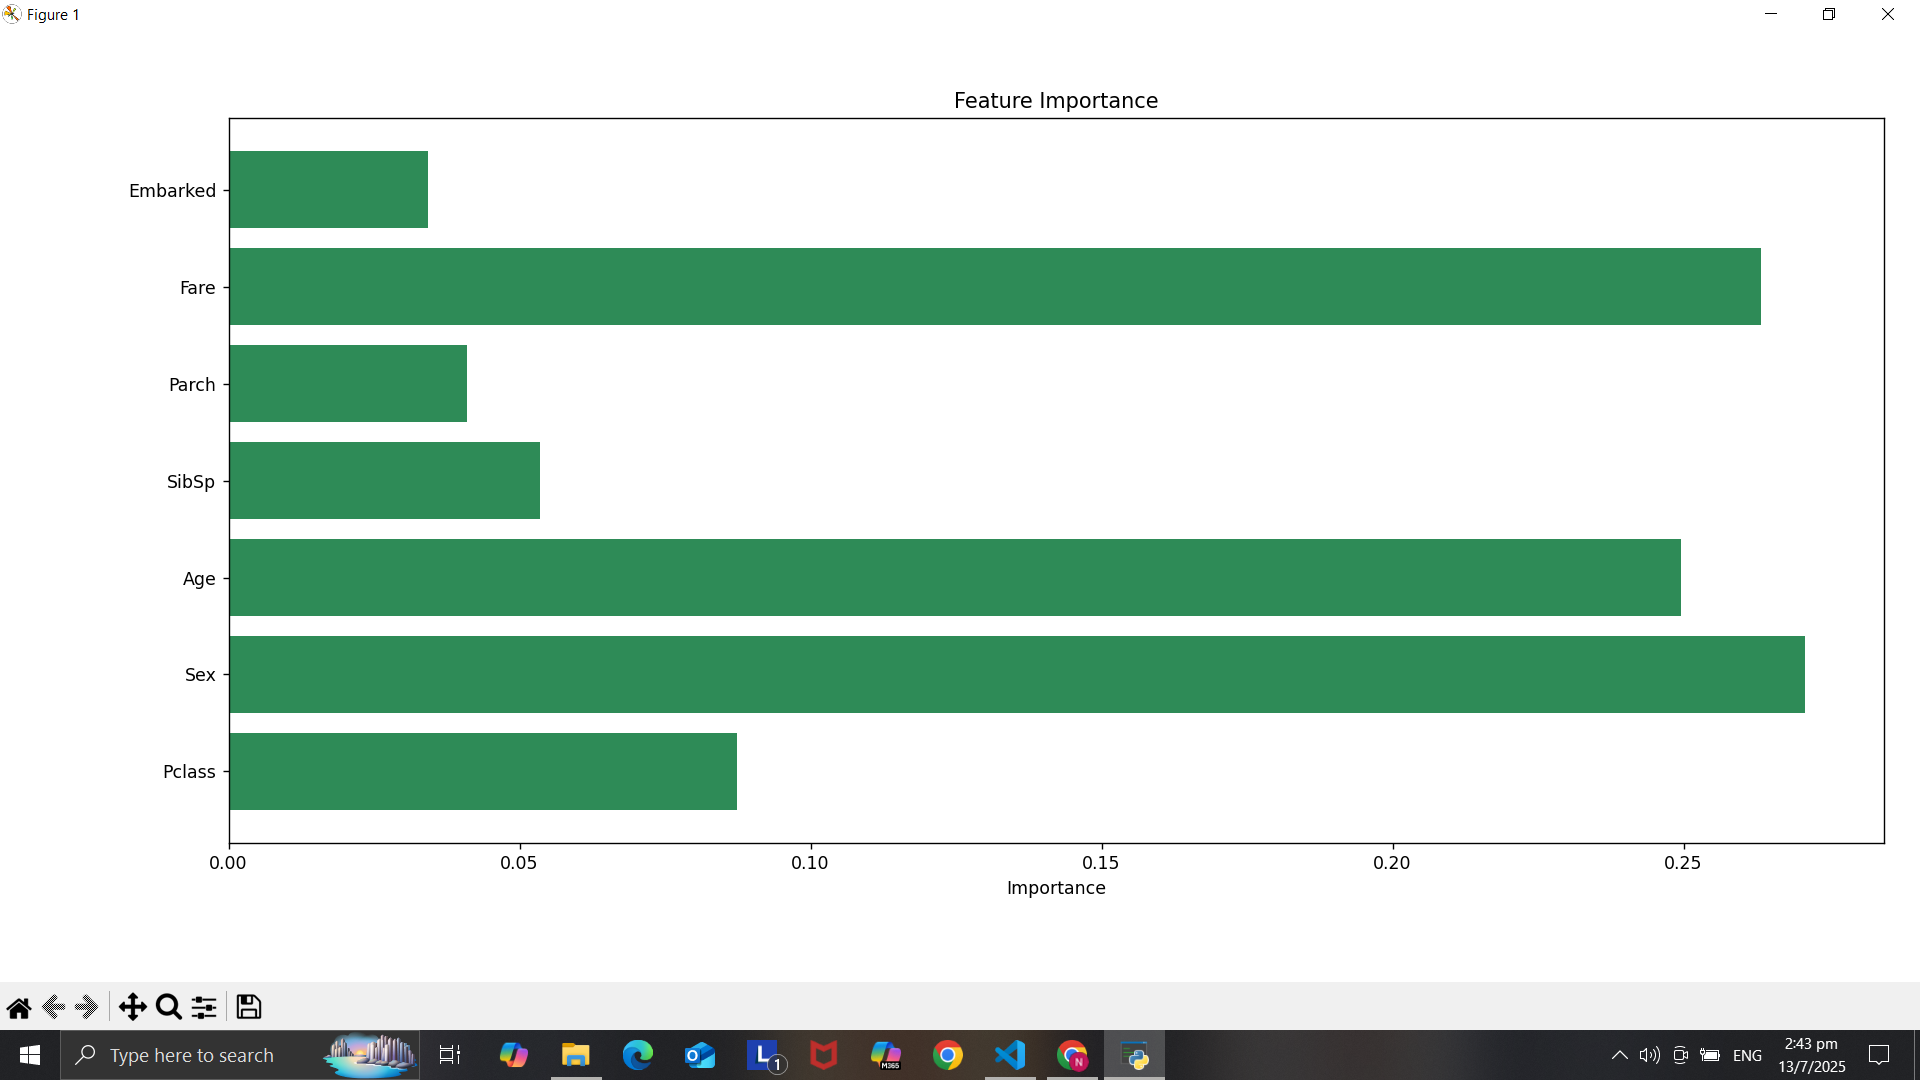 Figure 1
Feature Importance
Embarked
Fare
Parch
SibSp
Age
Sex
Pclass
0.00 0.05 0.10 0.15 0.20 0.25
Importance
Type here to search
O
L 1
M365
N
ENG
2:43 pm
13/7/2025